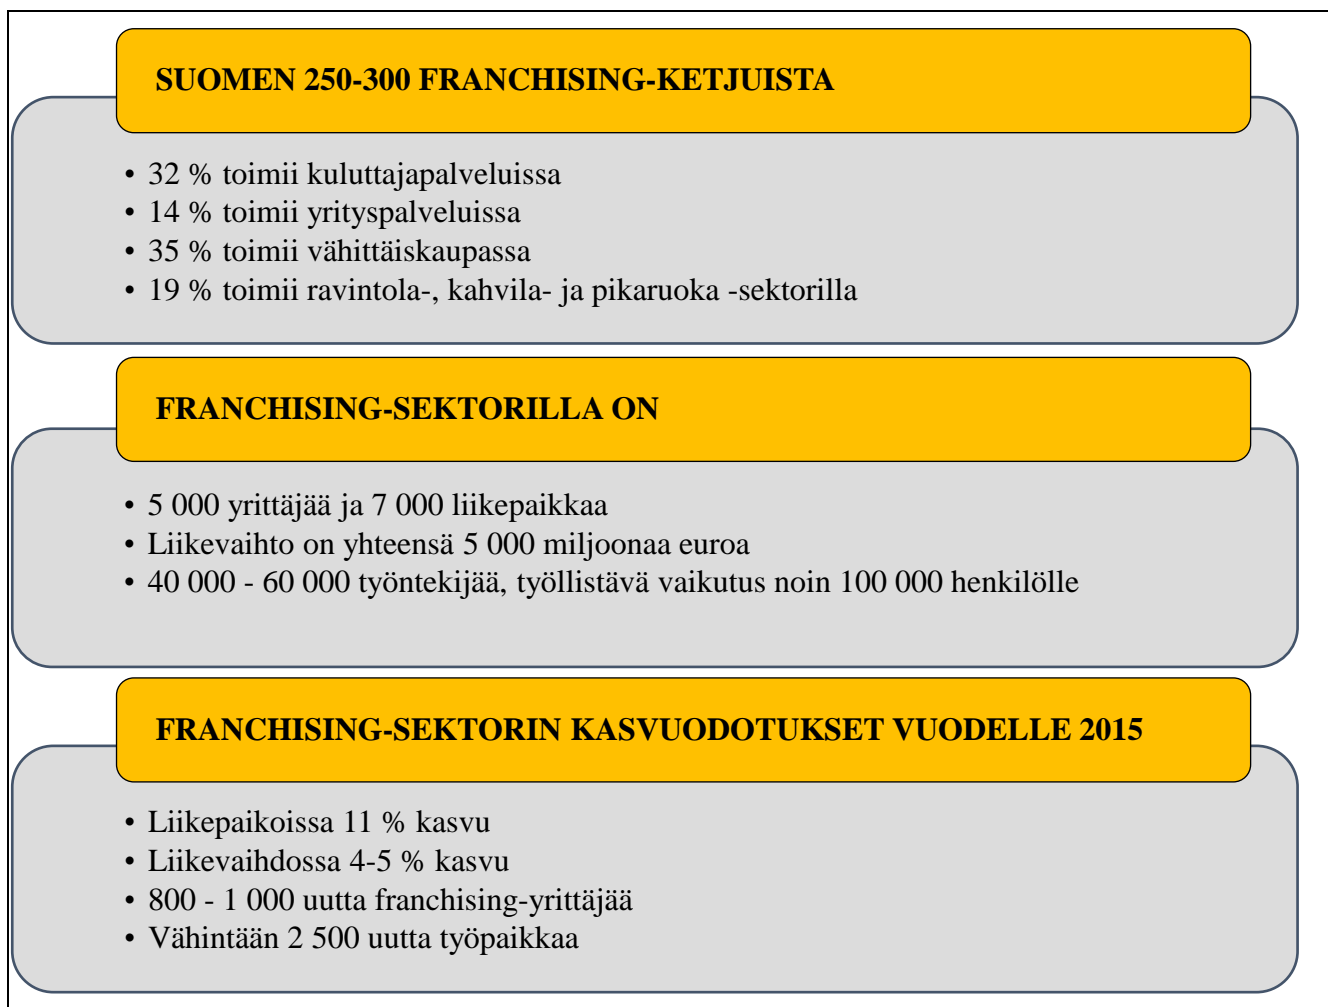 SUOMEN 250-300 FRANCHISING-KETJUISTA
• 32 % toimii kuluttajapalveluissa
• 14 % toimii yrityspalveluissa
• 35 % toimii vähittäiskaupassa
• 19 % toimii ravintola-, kahvila- ja pikaruoka -sektorilla
FRANCHISING-SEKTORILLA ON
• 5 000 yrittäjää ja 7 000 liikepaikkaa
• Liikevaihto on yhteensä 5 000 miljoonaa euroa
• 40 000 - 60 000 työntekijää, työllistävä vaikutus noin 100 000 henkilölle
FRANCHISING-SEKTORIN KASVUODOTUKSET VUODELLE 2015
• Liikepaikoissa 11 % kasvu
• Liikevaihdossa 4-5 % kasvu
• 800 - 1 000 uutta franchising-yrittäjää
• Vähintään 2 500 uutta työpaikkaa